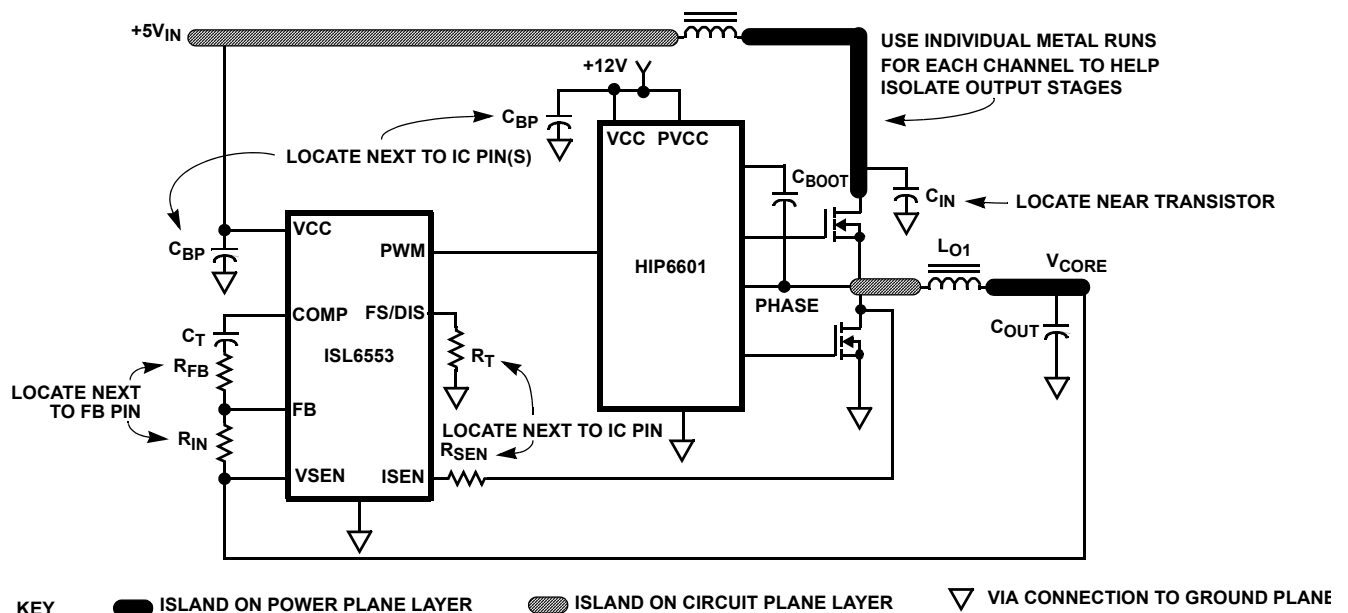 +5VIN
USE INDIVIDUAL METAL RUNS
FOR EACH CHANNEL TO HELP
ISOLATE OUTPUT STAGES
+12V
CBP
VCC PVCC
LOCATE NEXT TO IC PIN(S)
CBOOT
CIN
LOCATE NEAR TRANSISTOR
VCC
CBP
PWM
HIP6601
LO1
VCORE
PHASE
COMP
FS/DIS
CT
ISL6553
RT
COUT
RFB
LOCATE NEXT
TO FB PIN
FB
RIN
LOCATE NEXT TO IC PIN
RSEN
VSEN
ISEN
KEY
ISLAND ON POWER PLANE LAYER
ISLAND ON CIRCUIT PLANE LAYER
VIA CONNECTION TO GROUND PLANE